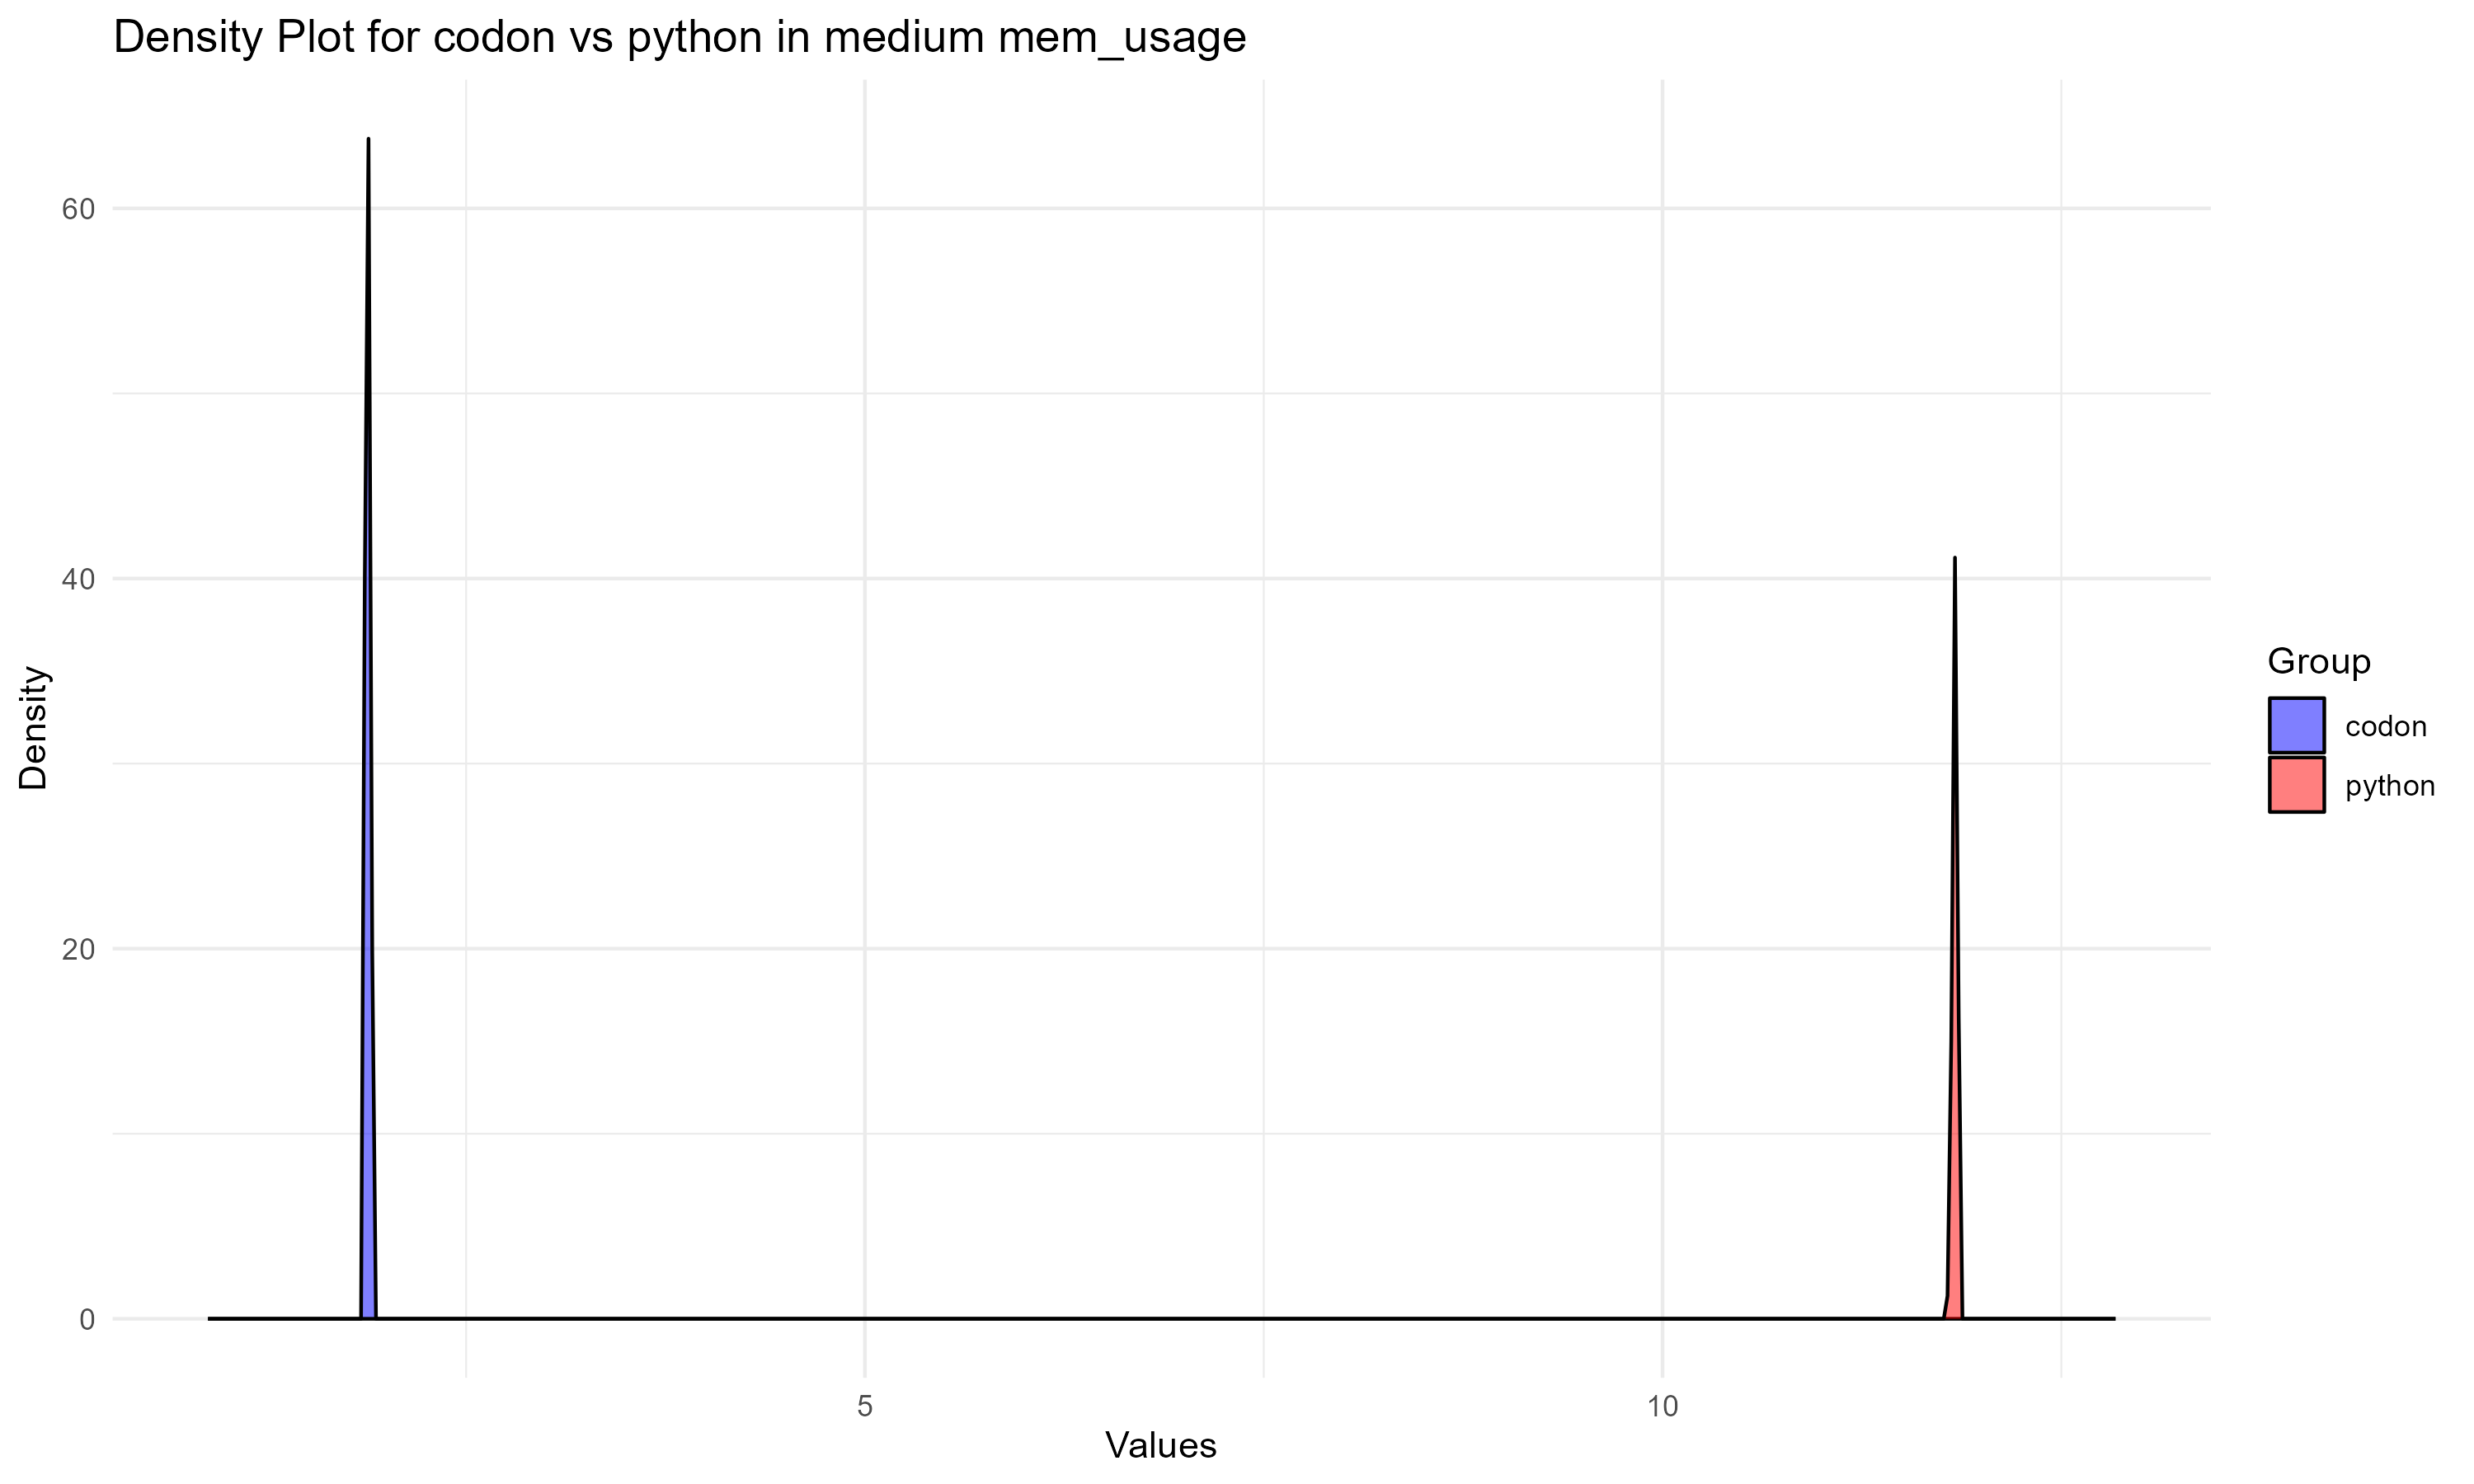 Density Plot for codon vs python in medium mem_usage
60
40
20
0
Density
5
10
Values
Group
codon
python